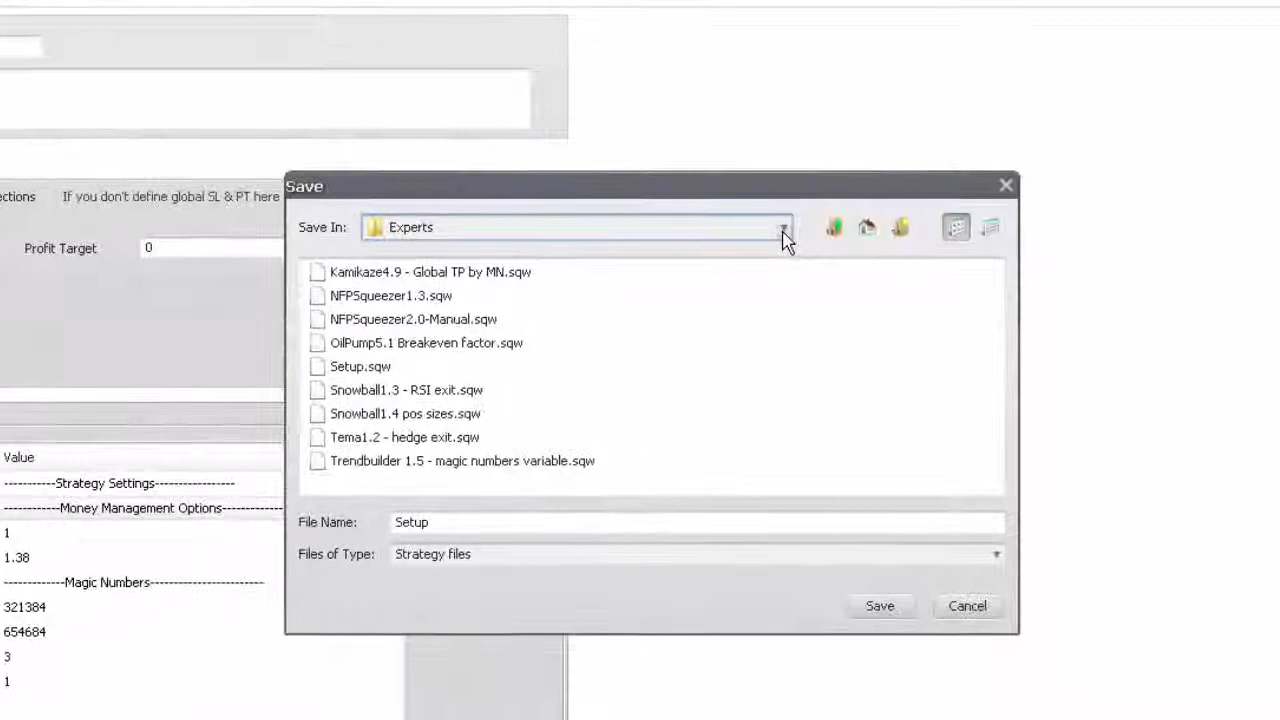 ections If you don't define global SL & PT here
Profit Target 0
Save
Save In: Experts
Kamikaze4.9 - Global TP by MN.sqw
NFPSqueezer1.3.sqw
NFPSqueezer2.0-Manual.sqw
OilPump5.1 Breakeven factor.sqw
Setup.sqw
Snowball1.3 - RSI exit.sqw
Snowball1.4 pos sizes.sqw
Tema1.2 - hedge exit.sqw
Trendbuilder 1.5 - magic numbers variable.sqw
File Name: Setup
Files of Type: Strategy files
Save Cancel
Value
-----------Strategy Settings-----------------
------------Money Management Options-------------
1
1.38
-------------Magic Numbers------------------------
321384
654684
3
1